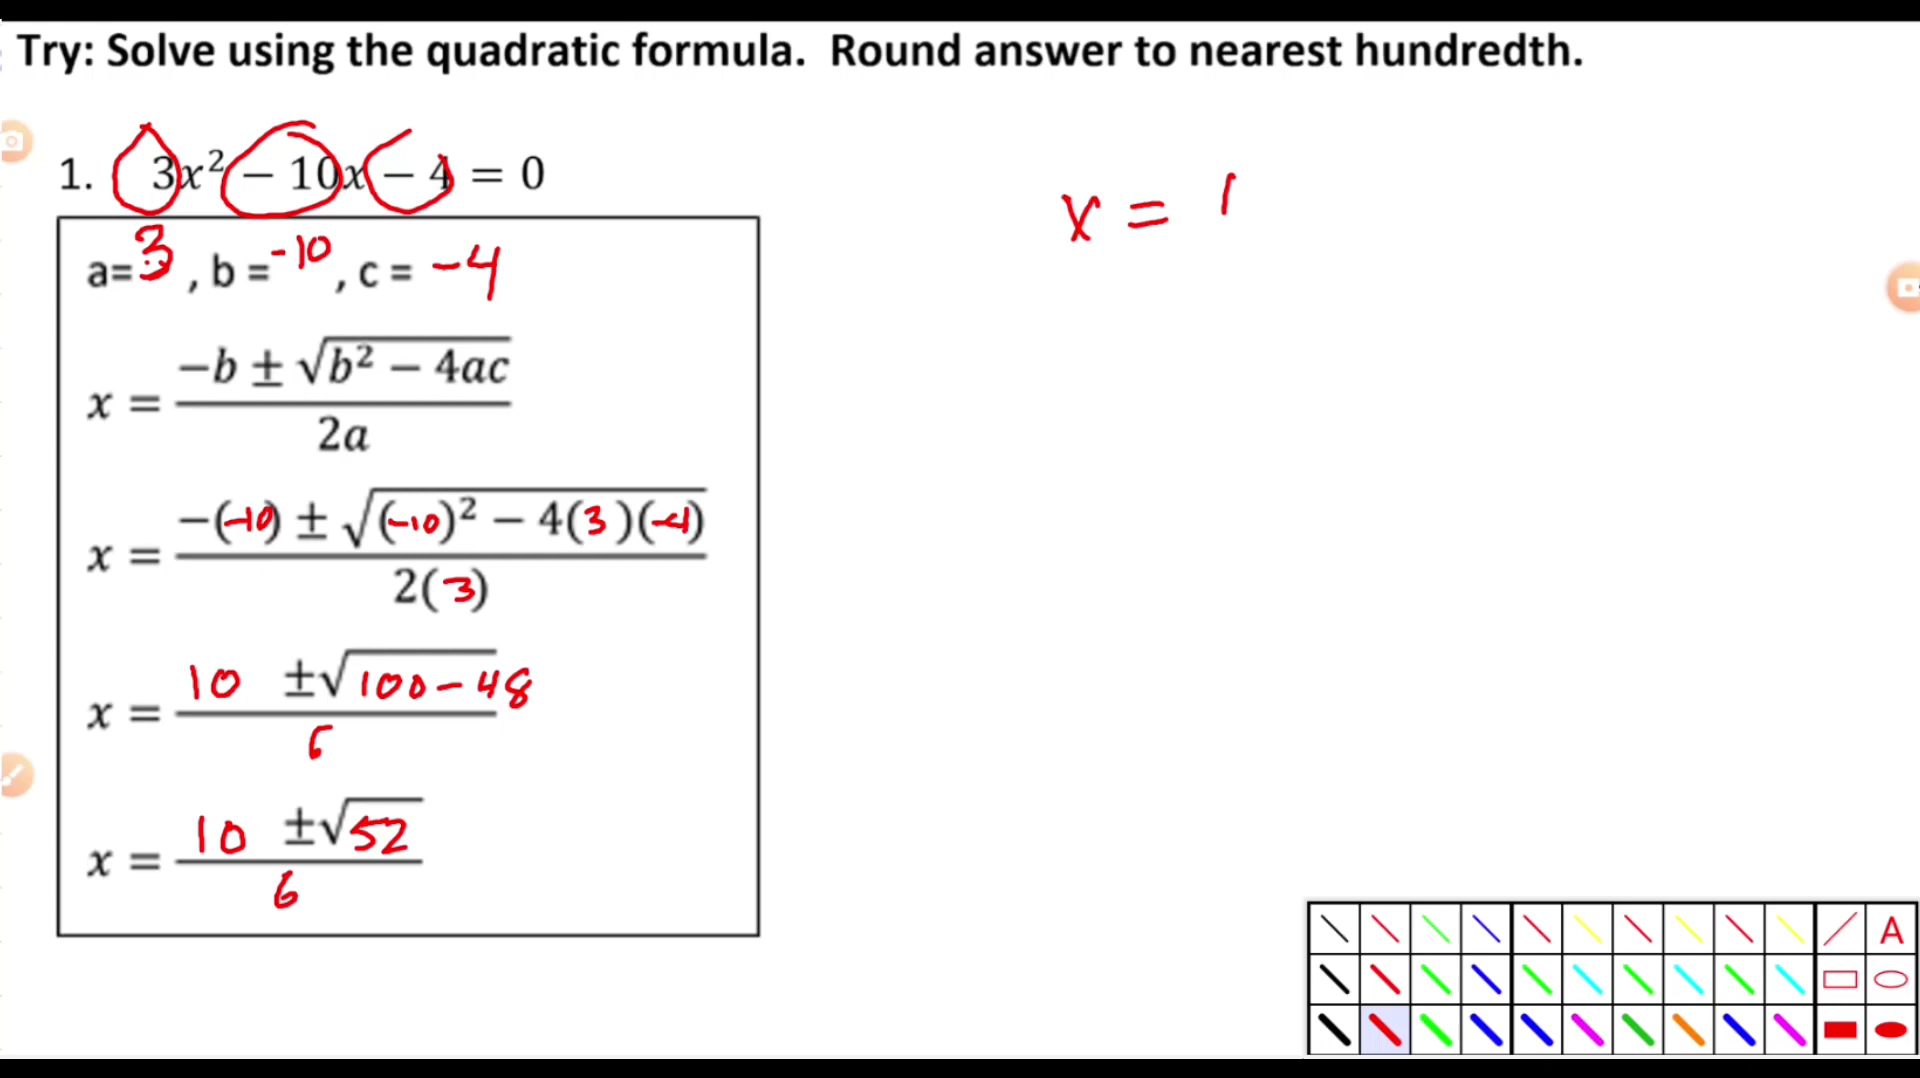 Try: Solve using the quadratic formula.  Round answer to nearest hundredth.
1. 3x² − 10x − 4 = 0
a= 3 , b = -10 , c = -4
x = (−b ± √(b² − 4ac)) / 2a
x = (−(-10) ± √((-10)² − 4(3)(-4))) / 2(3)
x = (10 ± √(100-48)) / 6
x = (10 ± √52) / 6
x =
A